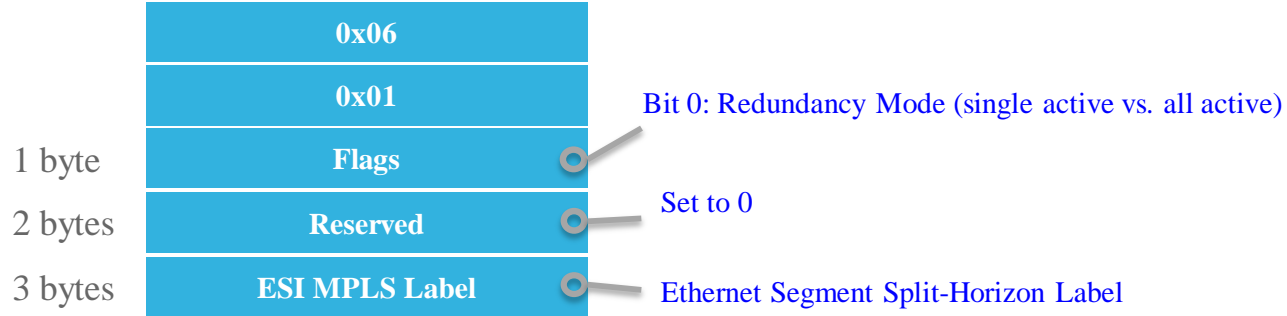 0x06
0x01
Bit 0: Redundancy Mode (single active vs. all active)
1 byte
Flags
Set to 0
2 bytes
Reserved
3 bytes
ESI MPLS Label
Ethernet Segment Split-Horizon Label